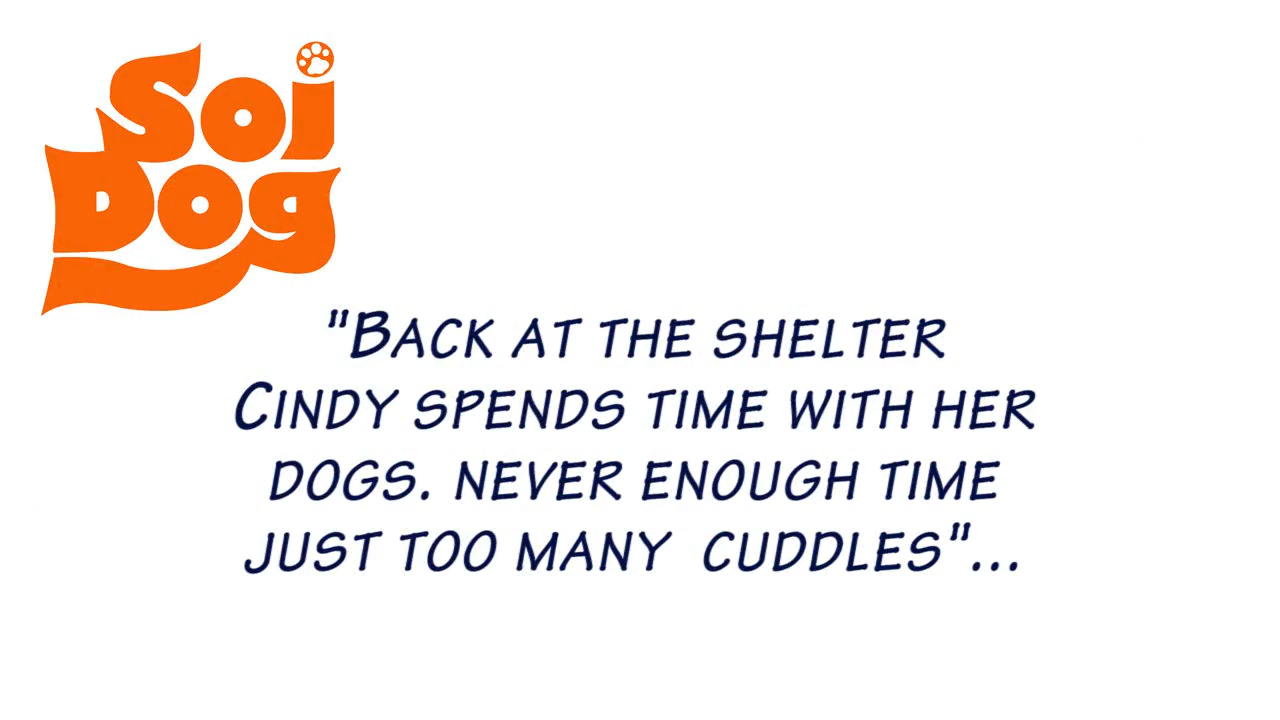 Soi
Dog
"BACK AT THE SHELTER
CINDY SPENDS TIME WITH HER
DOGS. NEVER ENOUGH TIME
JUST TOO MANY CUDDLES"...